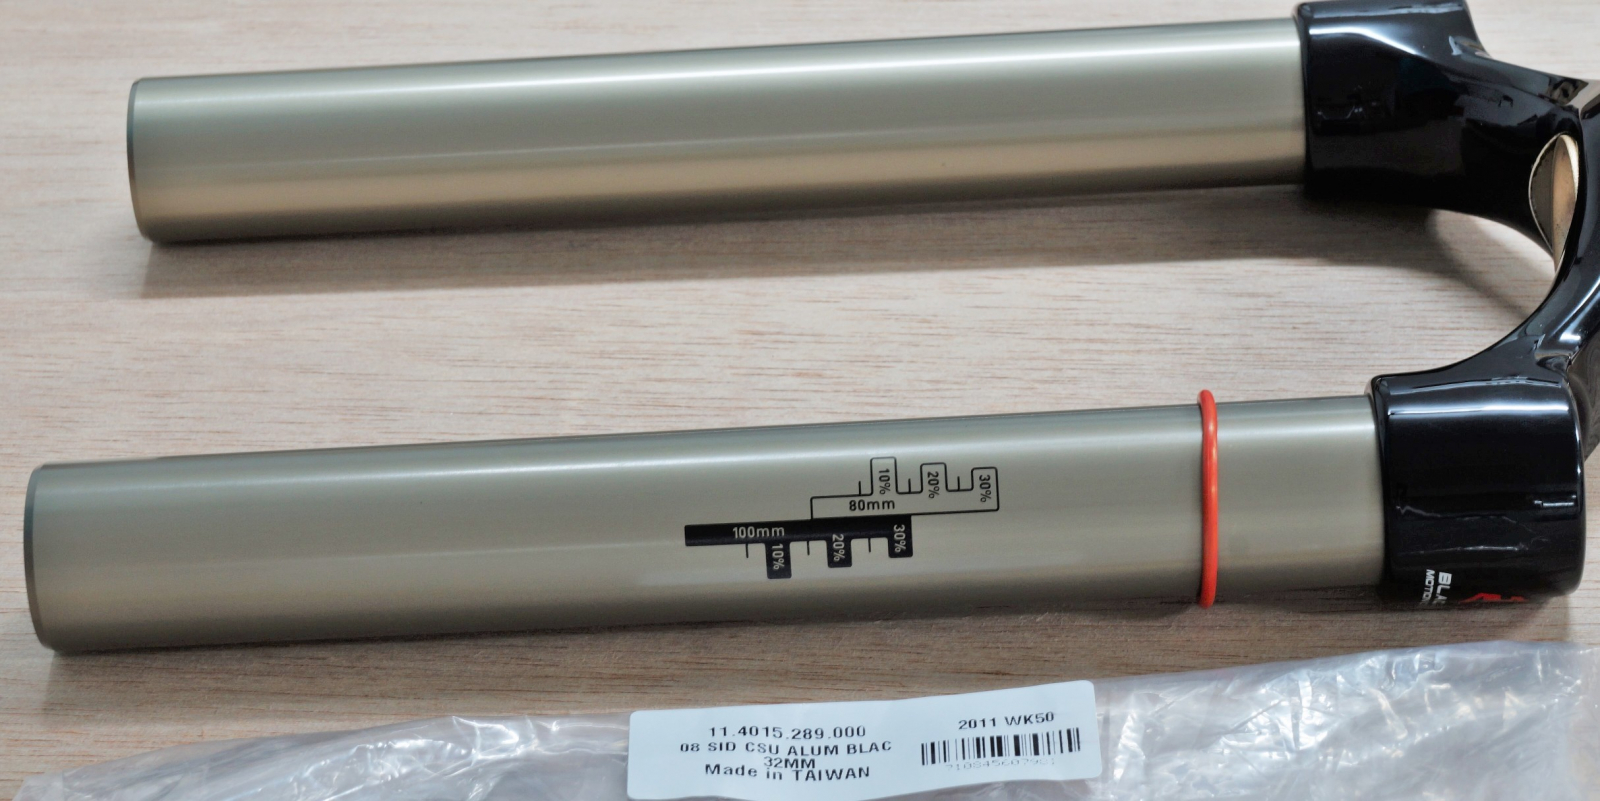 10%
20%
30%
80mm
100mm
10%
20%
30%
11.4015.289.000
08 SID CSU ALUM BLAC
32MM
Made in TAIWAN
2011 WK50